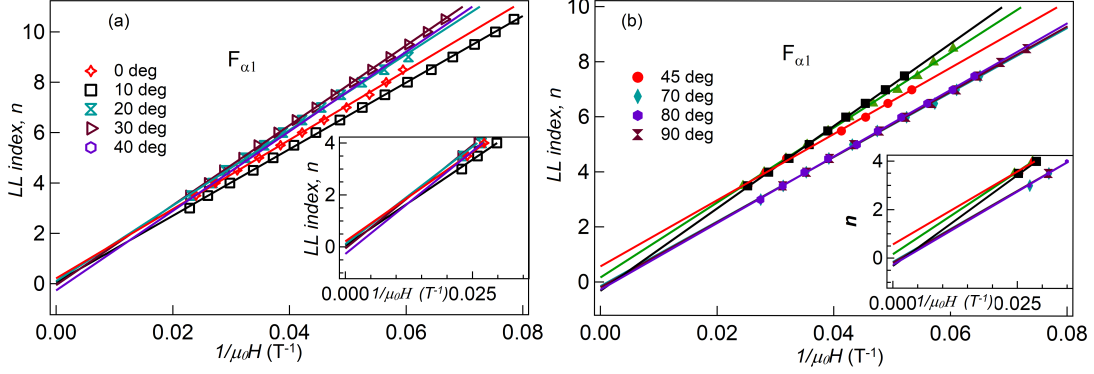 (a)
F α1
0 deg
10 deg
20 deg
30 deg
40 deg
LL index, n
10
8
6
4
2
0
0.00
0.02
0.04
0.06
0.08
1/μ₀H (T⁻¹)
LL index, n
4
3
2
1
0
0.000
1/μ₀H (T⁻¹)
0.025
(b)
F α1
45 deg
70 deg
80 deg
90 deg
LL index, n
10
8
6
4
2
0
0.00
0.02
0.04
0.06
0.08
1/μ₀H (T⁻¹)
n
4
2
0
0.000
1/μ₀H (T⁻¹)
0.025